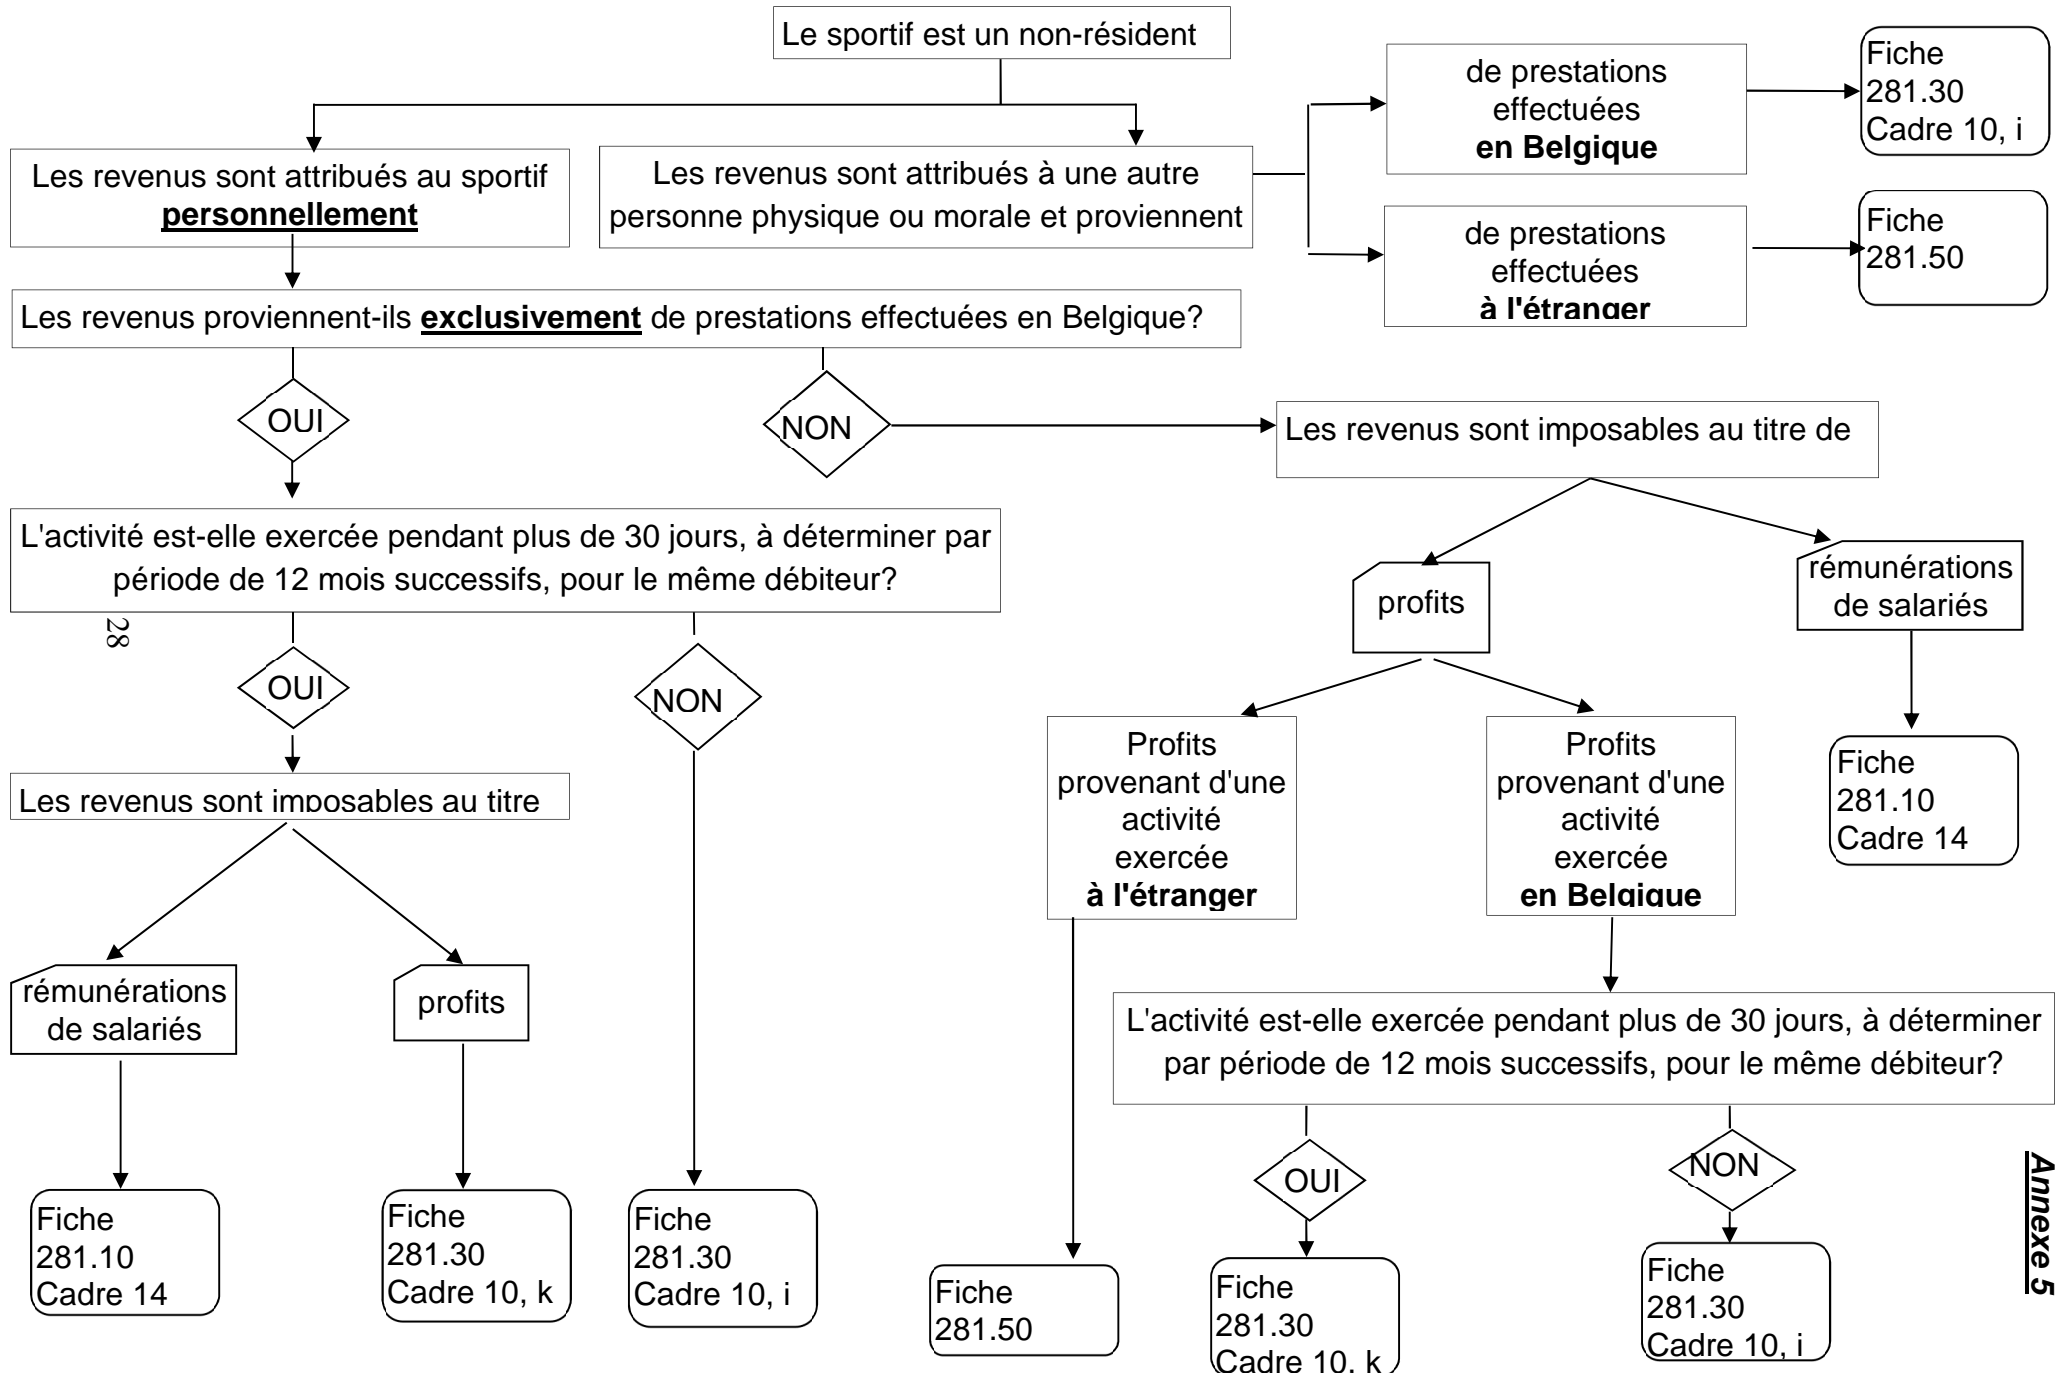 Le sportif est un non-résident
de prestations
effectuées
en Belgique
Fiche
281.30
Cadre 10, i
Les revenus sont attribués au sportif
personnellement
Les revenus sont attribués à une autre
personne physique ou morale et proviennent
de prestations
effectuées
à l'étranger
Fiche
281.50
Les revenus proviennent-ils exclusivement de prestations effectuées en Belgique?
OUI
NON
Les revenus sont imposables au titre de
L'activité est-elle exercée pendant plus de 30 jours, à déterminer par
période de 12 mois successifs, pour le même débiteur?
profits
rémunérations
de salariés
28
OUI
NON
Profits
provenant d'une
activité
exercée
à l'étranger
Profits
provenant d'une
activité
exercée
en Belgique
Fiche
281.10
Cadre 14
Les revenus sont imposables au titre
rémunérations
de salariés
profits
L'activité est-elle exercée pendant plus de 30 jours, à déterminer
par période de 12 mois successifs, pour le même débiteur?
OUI
NON
Annexe 5
Fiche
281.10
Cadre 14
Fiche
281.30
Cadre 10, k
Fiche
281.30
Cadre 10, i
Fiche
281.50
Fiche
281.30
Cadre 10, k
Fiche
281.30
Cadre 10, i